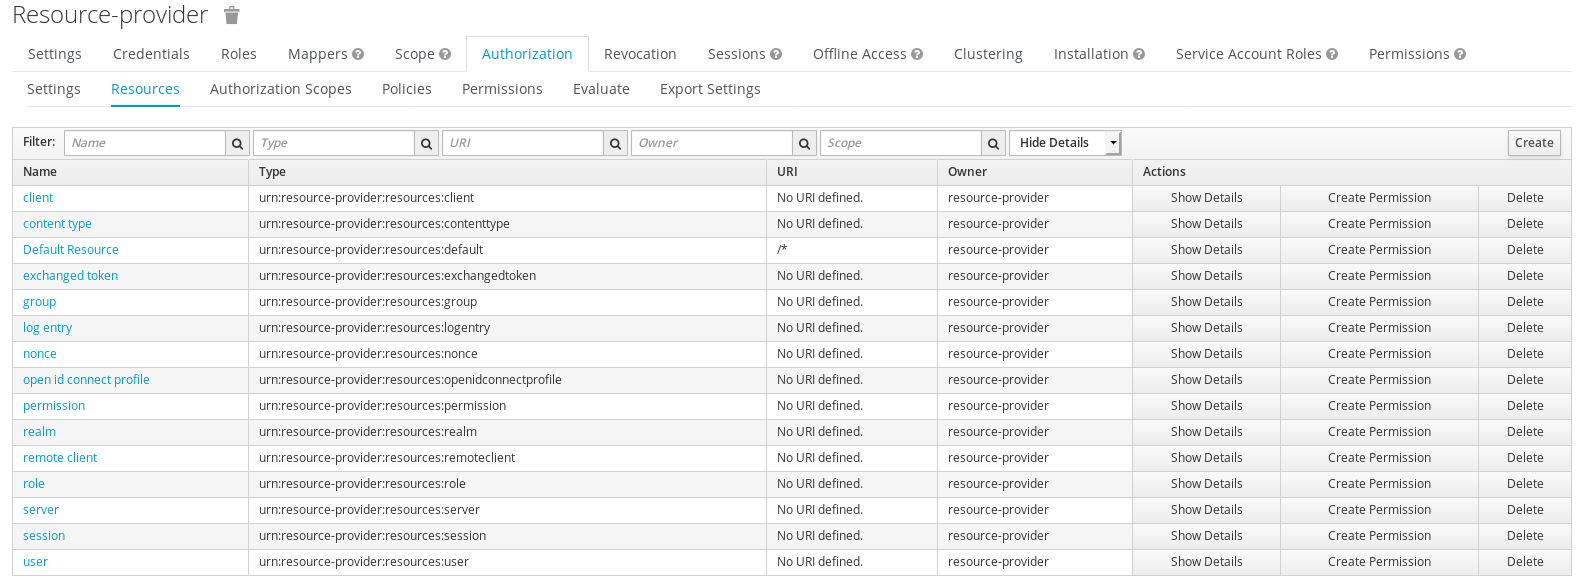 Resource-provider
Settings Credentials Roles Mappers Scope Authorization Revocation Sessions Offline Access Clustering Installation Service Account Roles Permissions
Settings Resources Authorization Scopes Policies Permissions Evaluate Export Settings
Filter: Name Type URI Owner Scope Hide Details Create
Name Type URI Owner Actions
client urn:resource-provider:resources:client No URI defined. resource-provider Show Details Create Permission Delete
content type urn:resource-provider:resources:contenttype No URI defined. resource-provider Show Details Create Permission Delete
Default Resource urn:resource-provider:resources:default /* resource-provider Show Details Create Permission Delete
exchanged token urn:resource-provider:resources:exchangedtoken No URI defined. resource-provider Show Details Create Permission Delete
group urn:resource-provider:resources:group No URI defined. resource-provider Show Details Create Permission Delete
log entry urn:resource-provider:resources:logentry No URI defined. resource-provider Show Details Create Permission Delete
nonce urn:resource-provider:resources:nonce No URI defined. resource-provider Show Details Create Permission Delete
open id connect profile urn:resource-provider:resources:openidconnectprofile No URI defined. resource-provider Show Details Create Permission Delete
permission urn:resource-provider:resources:permission No URI defined. resource-provider Show Details Create Permission Delete
realm urn:resource-provider:resources:realm No URI defined. resource-provider Show Details Create Permission Delete
remote client urn:resource-provider:resources:remoteclient No URI defined. resource-provider Show Details Create Permission Delete
role urn:resource-provider:resources:role No URI defined. resource-provider Show Details Create Permission Delete
server urn:resource-provider:resources:server No URI defined. resource-provider Show Details Create Permission Delete
session urn:resource-provider:resources:session No URI defined. resource-provider Show Details Create Permission Delete
user urn:resource-provider:resources:user No URI defined. resource-provider Show Details Create Permission Delete